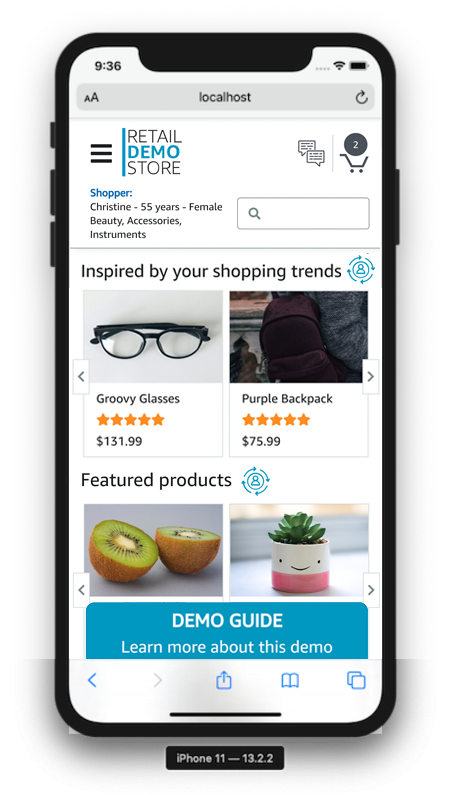 9:36
AA
localhost
RETAIL
DEMO
STORE
2
Shopper:
Christine - 55 years - Female
Beauty, Accessories,
Instruments
Inspired by your shopping trends
Groovy Glasses
$131.99
Purple Backpack
$75.99
Featured products
DEMO GUIDE
Learn more about this demo
iPhone 11 — 13.2.2